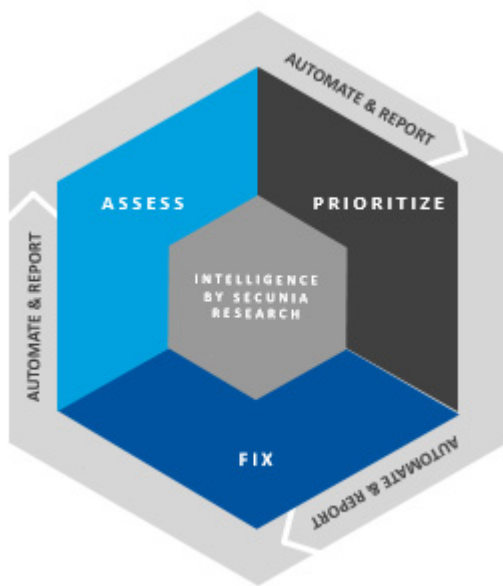 AUTOMATE & REPORT
ASSESS
PRIORITIZE
INTELLIGENCE
BY SECUNIA
RESEARCH
AUTOMATE & REPORT
FIX
AUTOMATE & REPORT